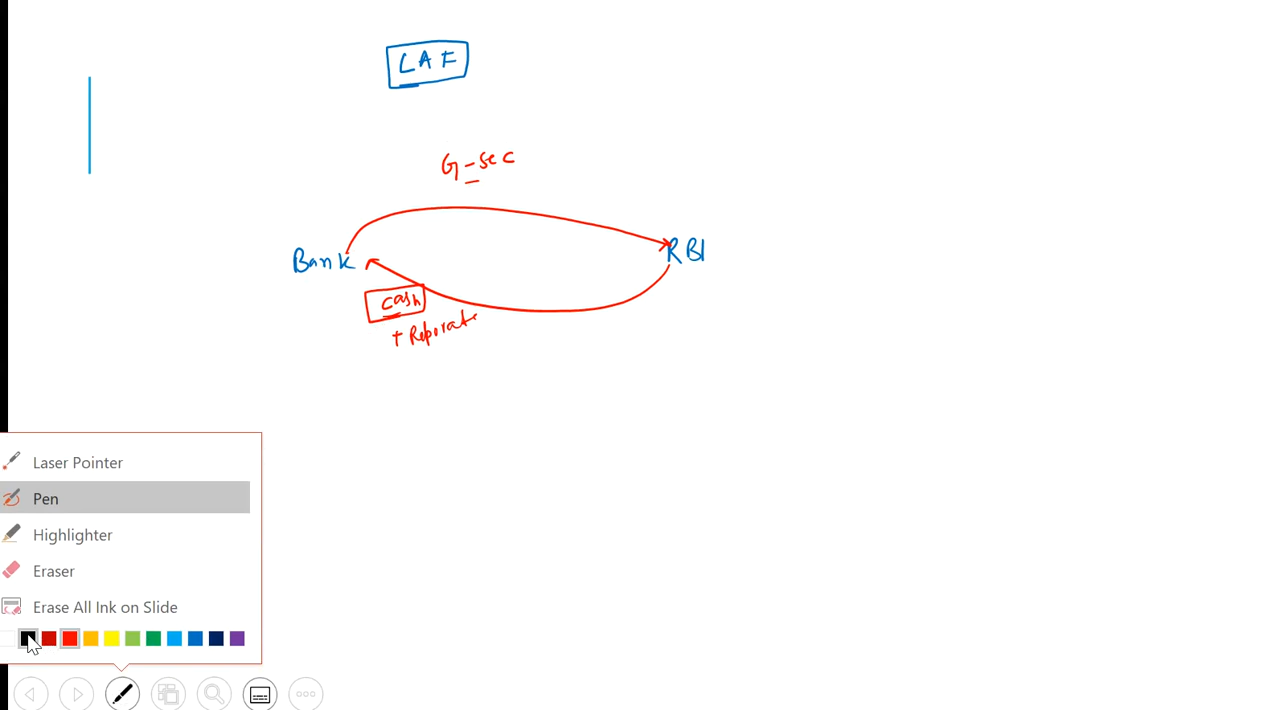 LAF
G-sec
Bank
RBI
cash
+ Reporate
Laser Pointer
Pen
Highlighter
Eraser
Erase All Ink on Slide